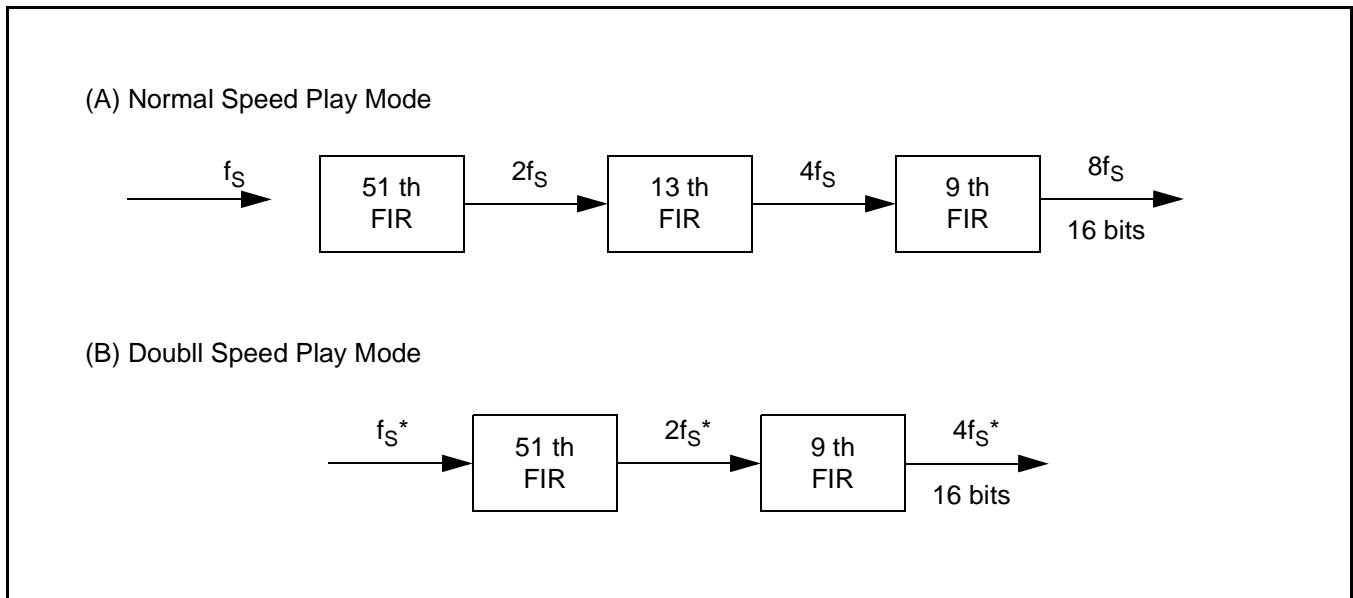 (A) Normal Speed Play Mode
fS
51 th
FIR
2fS
13 th
FIR
4fS
9 th
FIR
8fS
16 bits
(B) Doubll Speed Play Mode
fS*
51 th
FIR
2fS*
9 th
FIR
4fS*
16 bits